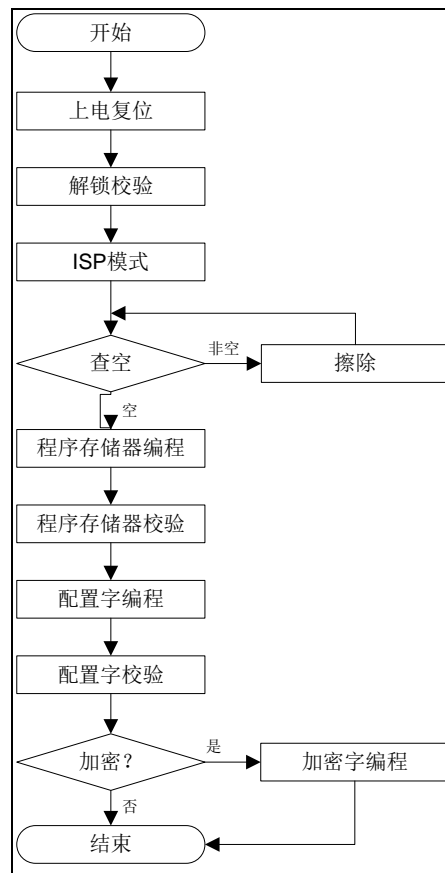 开始
上电复位
解锁校验
ISP模式
查空
非空
擦除
空
程序存储器编程
程序存储器校验
配置字编程
配置字校验
加密？
是
加密字编程
否
结束